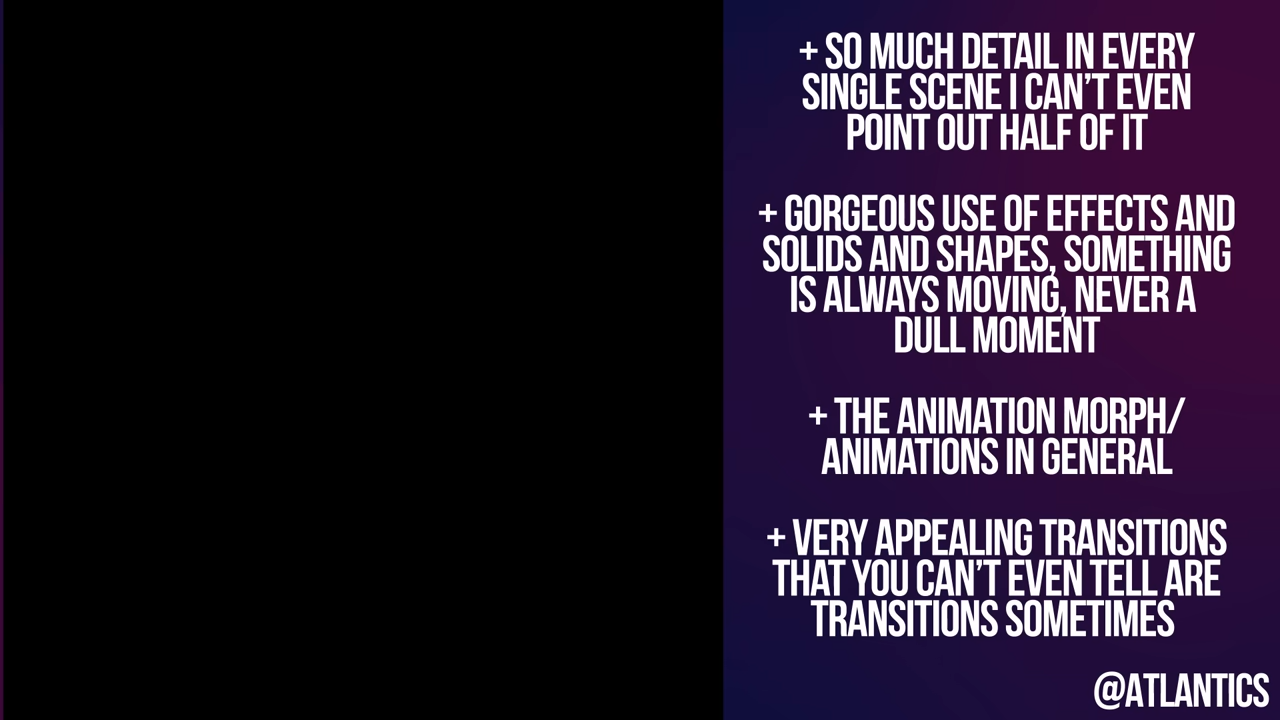 + SO MUCH DETAIL IN EVERY
SINGLE SCENE I CAN'T EVEN
POINT OUT HALF OF IT
+ GORGEOUS USE OF EFFECTS AND
SOLIDS AND SHAPES, SOMETHING
IS ALWAYS MOVING, NEVER A
DULL MOMENT
+ THE ANIMATION MORPH/
ANIMATIONS IN GENERAL
+ VERY APPEALING TRANSITIONS
THAT YOU CAN'T EVEN TELL ARE
TRANSITIONS SOMETIMES
@ATLANTICS